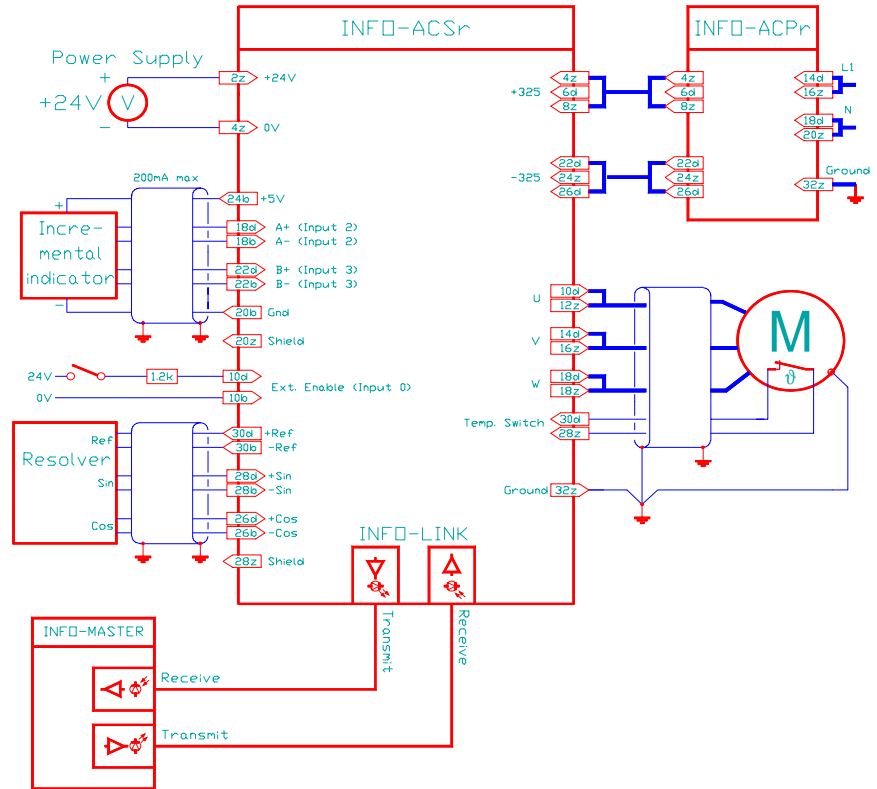 INFO-ACSr
INFO-ACPr
Power Supply
+
+24V
V
-
2z +24V
4z 0V
4z 6d 8z
+325
4z 6d 8z
22d 24z 26d
-325
22d 24z 26d
14d 16z
L1
18d 20z
N
32z
Ground
200mA max
+
Incre-
mental
indicator
-
24b +5V
18d A+ (Input 2)
18b A- (Input 2)
22d B+ (Input 3)
22b B- (Input 3)
20b Gnd
20z Shield
24V
1.2k
10d
Ext. Enable (Input 0)
0V
10b
U
10d
12z
V
14d
16z
W
18d
18z
Temp. Switch
30d
28z
Ground
32z
M
ϑ
Resolver
Ref
Sin
Cos
30d +Ref
30b -Ref
28d +Sin
28b -Sin
26d +Cos
26b -Cos
28z Shield
INFO-LINK
Transmit
Receive
INFO-MASTER
Receive
Transmit